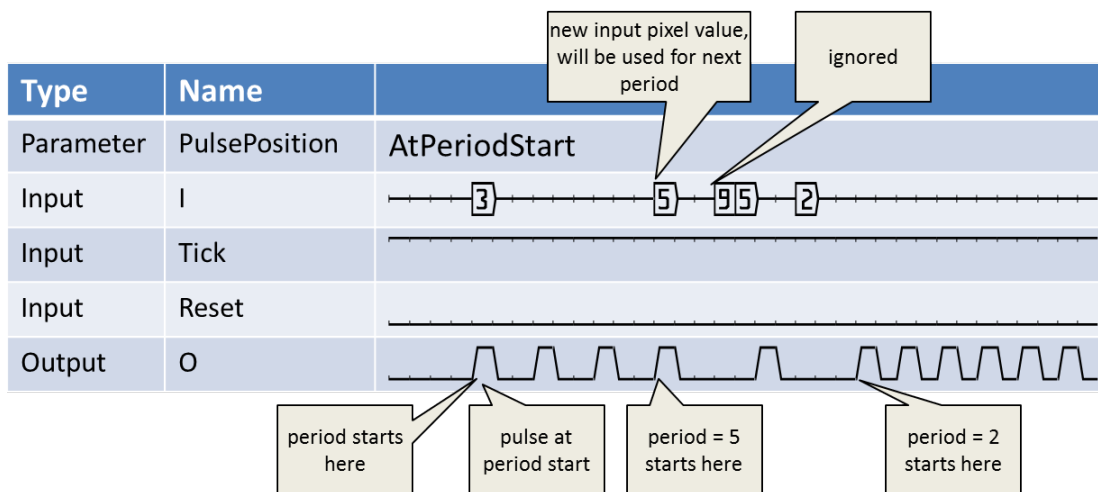 new input pixel value,
will be used for next
period
ignored
Type Name
Parameter PulsePosition AtPeriodStart
Input I 3 5 9 5 2
Input Tick
Input Reset
Output O
period starts
here
pulse at
period start
period = 5
starts here
period = 2
starts here